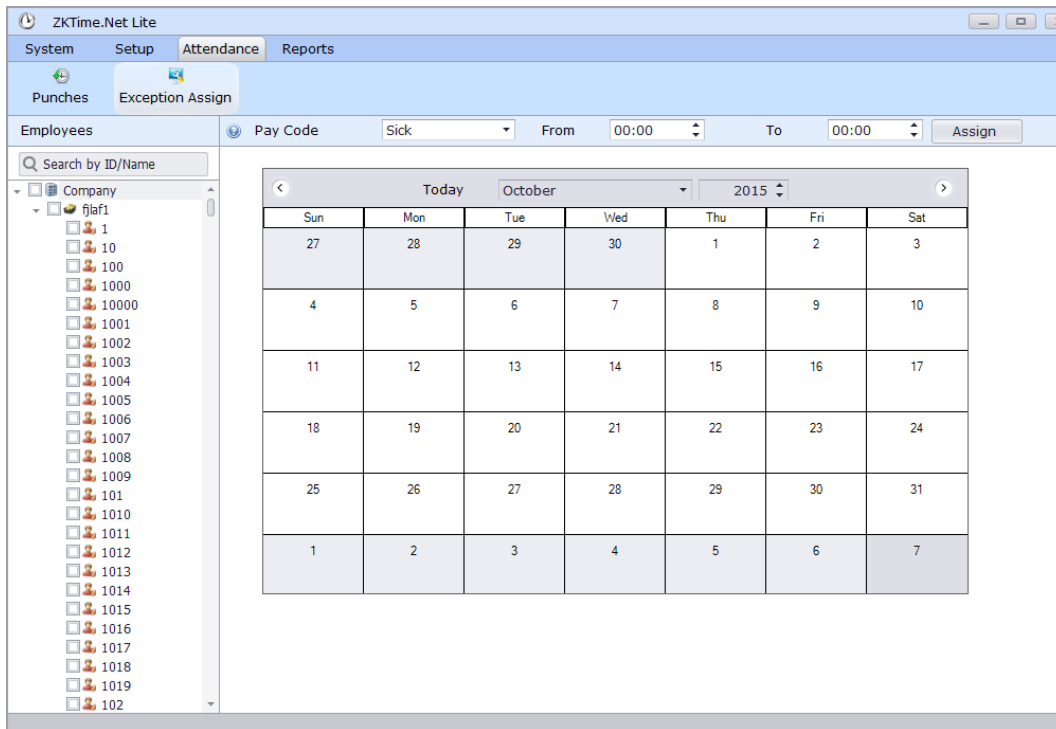 ZKTime.Net Lite
System Setup Attendance Reports
Punches Exception Assign
Employees Pay Code Sick From 00:00 To 00:00 Assign
Search by ID/Name
Company
fjlaf1
1
10
100
1000
10000
1001
1002
1003
1004
1005
1006
1007
1008
1009
101
1010
1011
1012
1013
1014
1015
1016
1017
1018
1019
102
Today October 2015
Sun Mon Tue Wed Thu Fri Sat
27 28 29 30 1 2 3
4 5 6 7 8 9 10
11 12 13 14 15 16 17
18 19 20 21 22 23 24
25 26 27 28 29 30 31
1 2 3 4 5 6 7